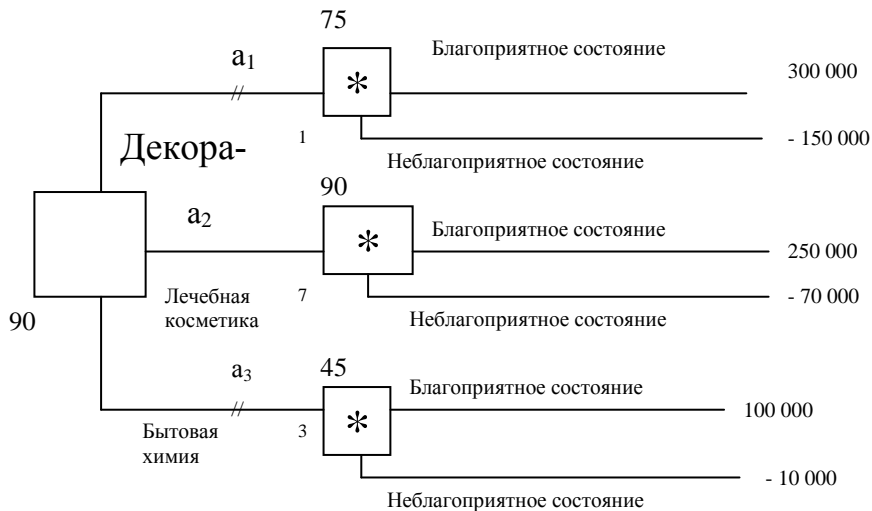 75
a1
Благоприятное состояние
300 000
*
1
- 150 000
Декора-
Неблагоприятное состояние
90
a2
Благоприятное состояние
*
250 000
Лечебная
косметика
7
- 70 000
90
Неблагоприятное состояние
45
a3
Благоприятное состояние
100 000
*
3
Бытовая
химия
- 10 000
Неблагоприятное состояние